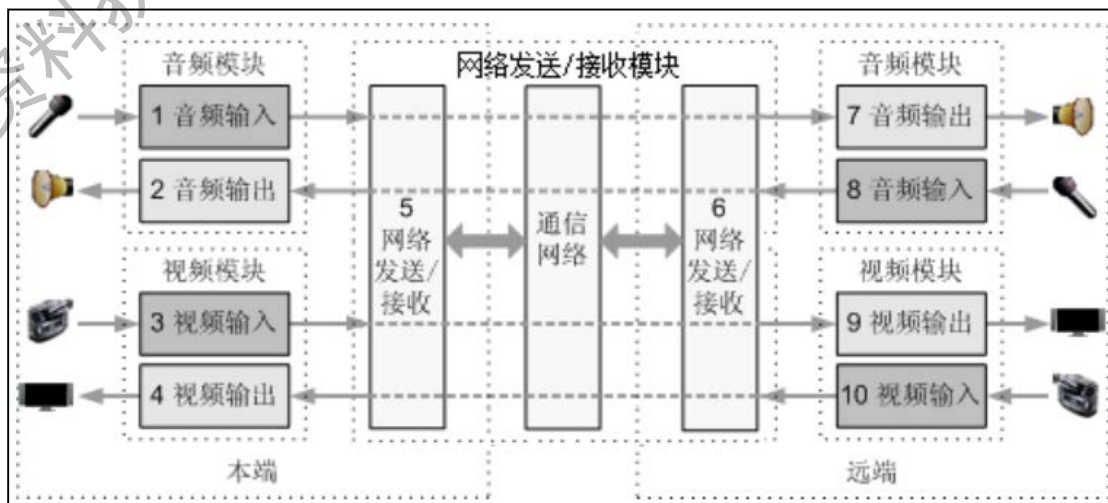 音频模块
网络发送/接收模块
音频模块
1 音频输入
2 音频输出
视频模块
3 视频输入
4 视频输出
5
网络
发送/
接收
通信
网络
6
网络
发送/
接收
7 音频输出
8 音频输入
视频模块
9 视频输出
10 视频输入
本端
远端
资料